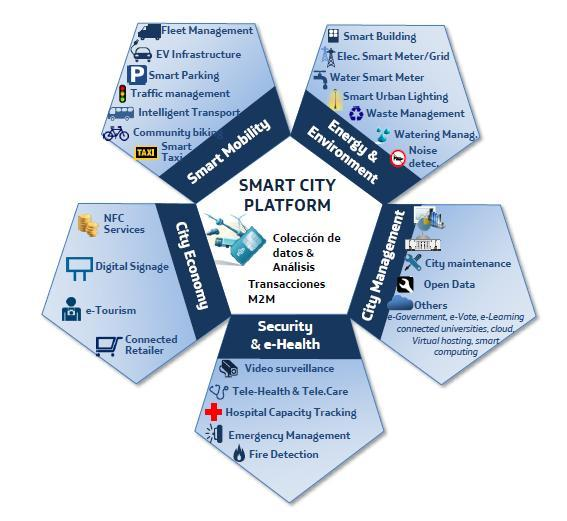 Fleet Management
EV Infrastructure
P Smart Parking
Traffic management
Intelligent Transport
Community biking
TAXI
Smart
Taxi
Smart Mobility
Smart Building
Elec. Smart Meter/Grid
Water Smart Meter
Smart Urban Lighting
Waste Management
Watering Manag.
Noise
detec.
Energy &
Environment
SMART CITY
PLATFORM
Colección de
datos &
Análisis
Transacciones
M2M
NFC
Services
Digital Signage
e-Tourism
Connected
Retailer
City Economy
City Management
City maintenance
Open Data
Others
e-Government, e-Vote, e-Learning
connected universities, cloud,
Virtual hosting, smart
computing
Security
& e-Health
Video surveillance
Tele-Health & Tele.Care
Hospital Capacity Tracking
Emergency Management
Fire Detection